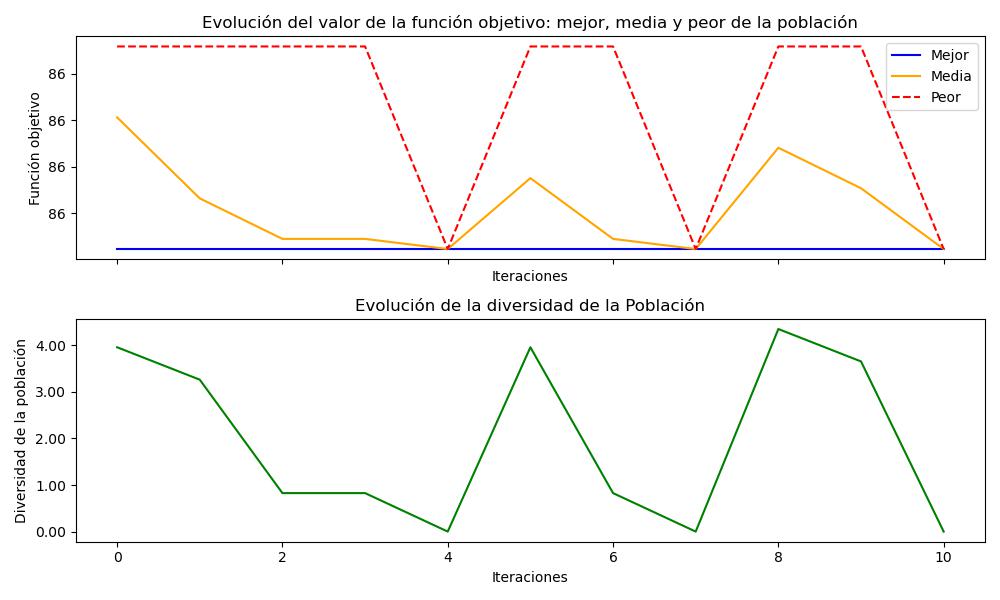 Evolución del valor de la función objetivo: mejor, media y peor de la población
Función objetivo
86
86
86
86
Mejor
Media
Peor
Iteraciones
Evolución de la diversidad de la Población
Diversidad de la población
4.00
3.00
2.00
1.00
0.00
0 2 4 6 8 10
Iteraciones